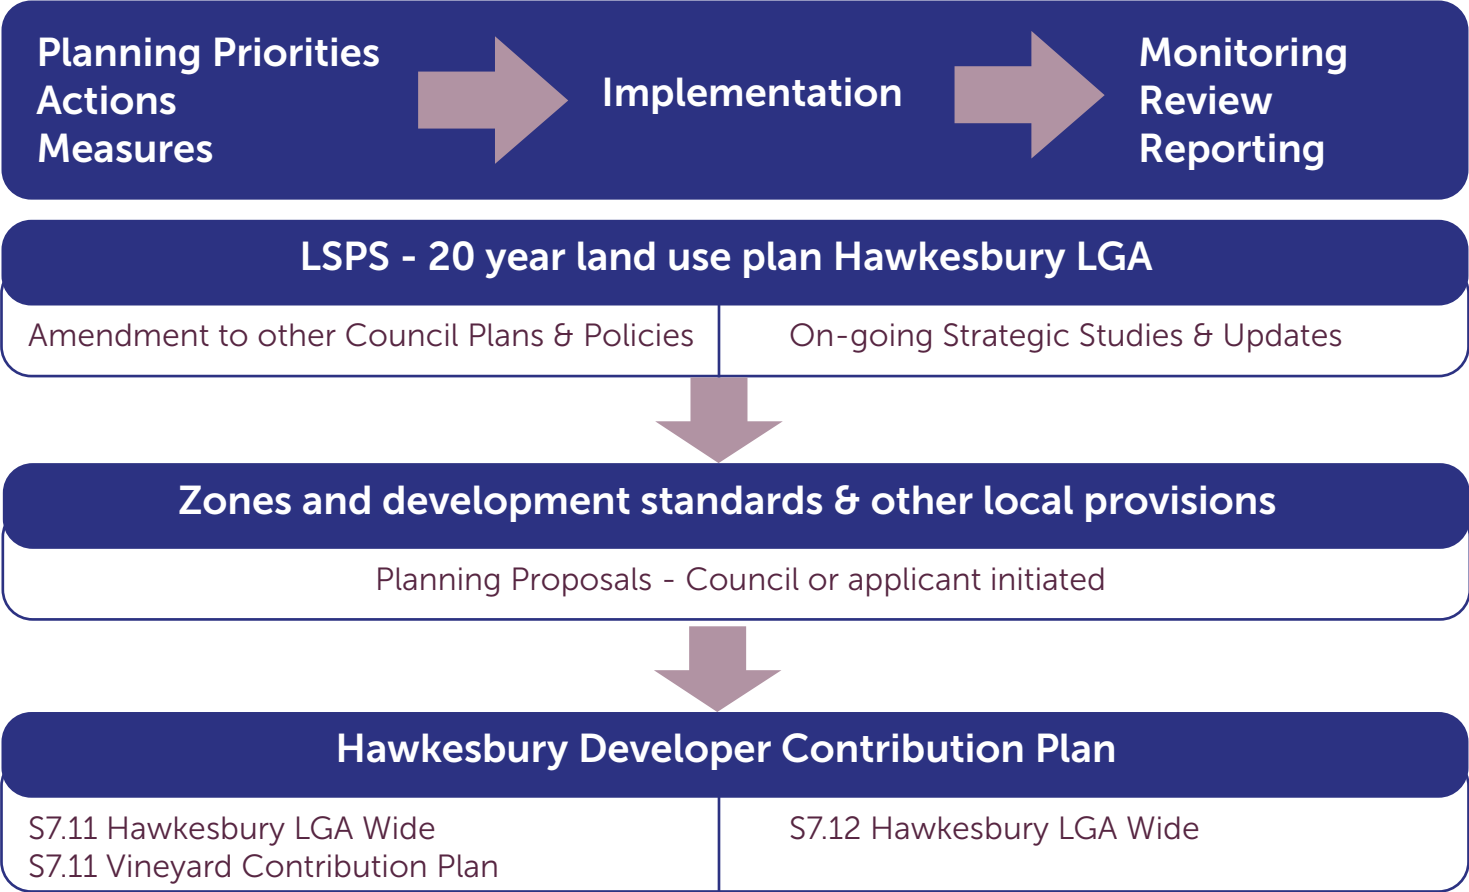 Planning Priorities
Actions
Measures
Implementation
Monitoring
Review
Reporting
LSPS - 20 year land use plan Hawkesbury LGA
Amendment to other Council Plans & Policies
On-going Strategic Studies & Updates
Zones and development standards & other local provisions
Planning Proposals - Council or applicant initiated
Hawkesbury Developer Contribution Plan
S7.11 Hawkesbury LGA Wide
S7.11 Vineyard Contribution Plan
S7.12 Hawkesbury LGA Wide